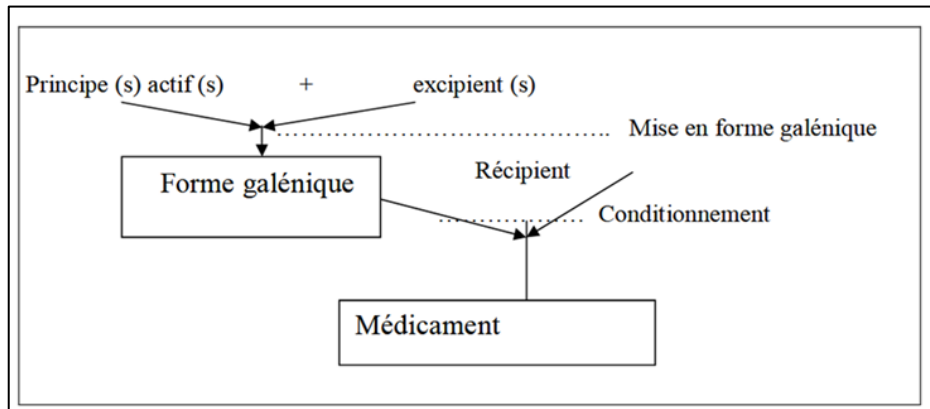 Principe (s) actif (s) + excipient (s)
Mise en forme galénique
Forme galénique
Récipient
Conditionnement
Médicament